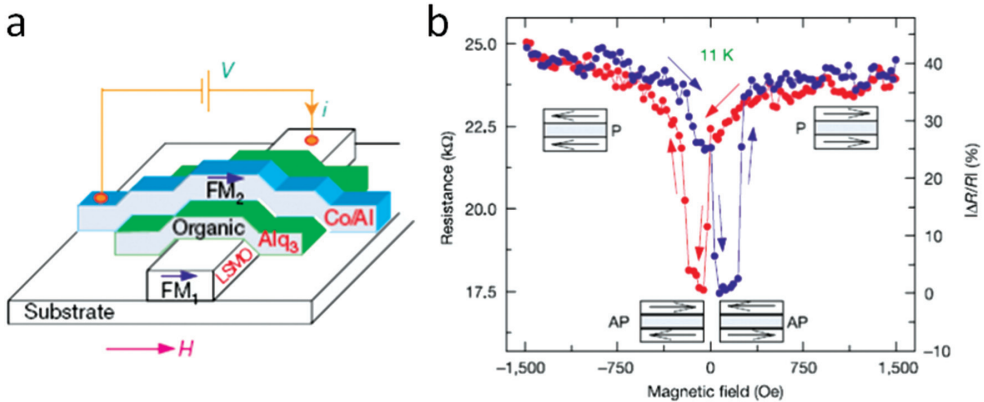 a
V
i
FM2
Co/Al
Organic
Alq3
LSMO
FM1
Substrate
H
b
11 K
25.0
22.5
20.0
17.5
Resistance (kΩ)
P
P
AP
AP
40
30
20
10
0
−10
|ΔR/R| (%)
−1,500
−750
0
750
1,500
Magnetic field (Oe)